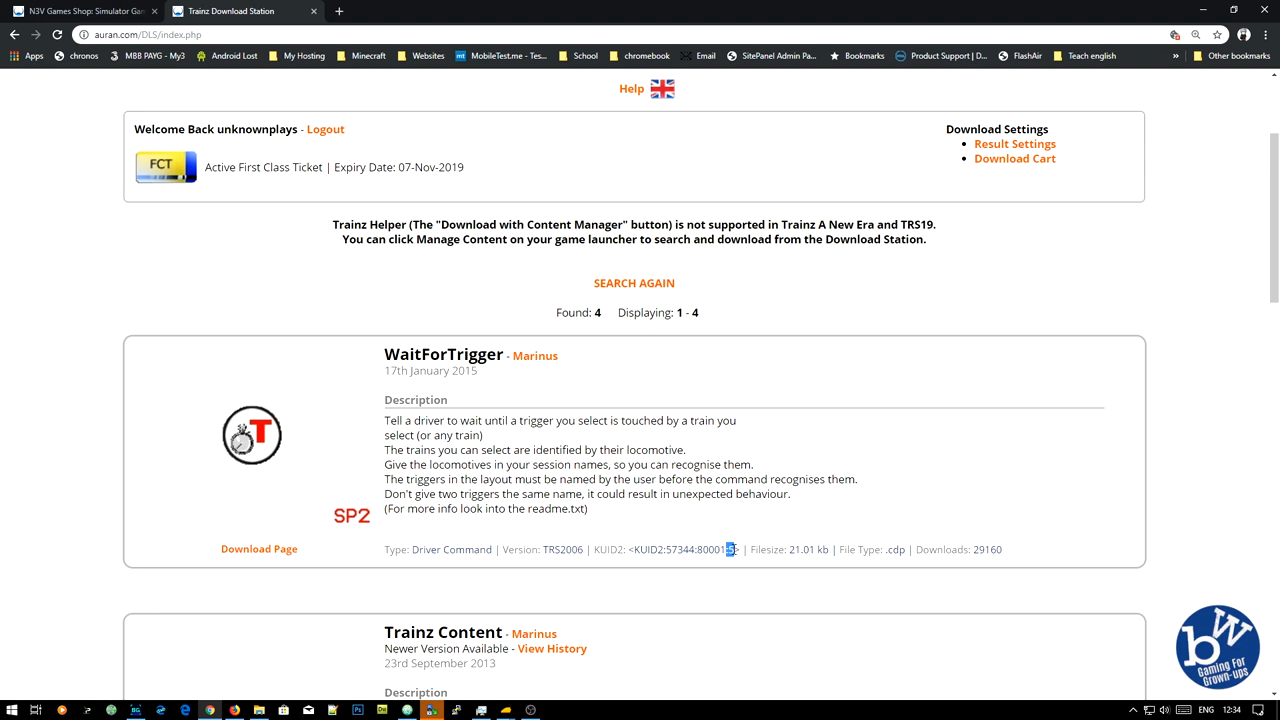 N3V Games Shop: Simulator Ga
Trainz Download Station
auran.com/DLS/index.php
Apps
chronos
M8B PAYG - My3
Android Lost
My Hosting
Minecraft
Websites
mt MobileTest.me - Tes...
School
chromebook
Email
SitePanel Admin Pa...
Bookmarks
Product Support | D...
FlashAir
Teach english
»
Other bookmarks
Help
Welcome Back unknownplays - Logout
FCT
Active First Class Ticket | Expiry Date: 07-Nov-2019
Download Settings
Result Settings
Download Cart
Trainz Helper (The "Download with Content Manager" button) is not supported in Trainz A New Era and TRS19.
You can click Manage Content on your game launcher to search and download from the Download Station.
SEARCH AGAIN
Found: 4 Displaying: 1 - 4
WaitForTrigger - Marinus
17th January 2015
Description
Tell a driver to wait until a trigger you select is touched by a train you
select (or any train)
The trains you can select are identified by their locomotive.
Give the locomotives in your session names, so you can recognise them.
The triggers in the layout must be named by the user before the command recognises them.
Don't give two triggers the same name, it could result in unexpected behaviour.
(For more info look into the readme.txt)
T
SP2
Download Page
Type: Driver Command | Version: TRS2006 | KUID2: <KUID2:57344:80001:5> | Filesize: 21.01 kb | File Type: .cdp | Downloads: 29160
Trainz Content - Marinus
Newer Version Available - View History
23rd September 2013
Description
bW
Gaming For
Grown-ups
ENG
12:34